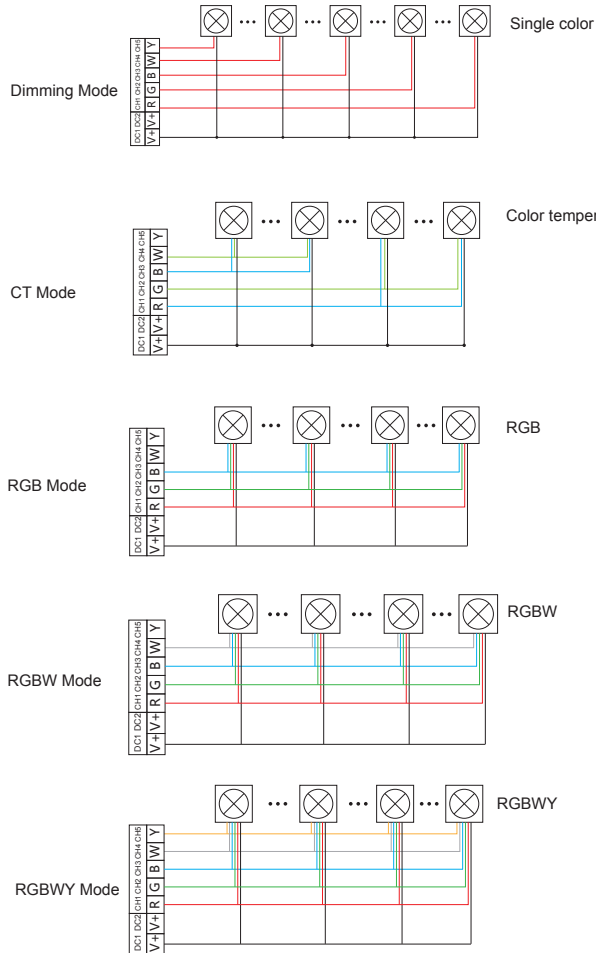 Single color
Dimming Mode
DC1 DC2 CH1 CH2 CH3 CH4 CH5
V+ V+ R G B W Y
Color temper
CT Mode
DC1 DC2 CH1 CH2 CH3 CH4 CH5
V+ V+ R G B W Y
RGB
RGB Mode
DC1 DC2 CH1 CH2 CH3 CH4 CH5
V+ V+ R G B W Y
RGBW
RGBW Mode
DC1 DC2 CH1 CH2 CH3 CH4 CH5
V+ V+ R G B W Y
RGBWY
RGBWY Mode
DC1 DC2 CH1 CH2 CH3 CH4 CH5
V+ V+ R G B W Y